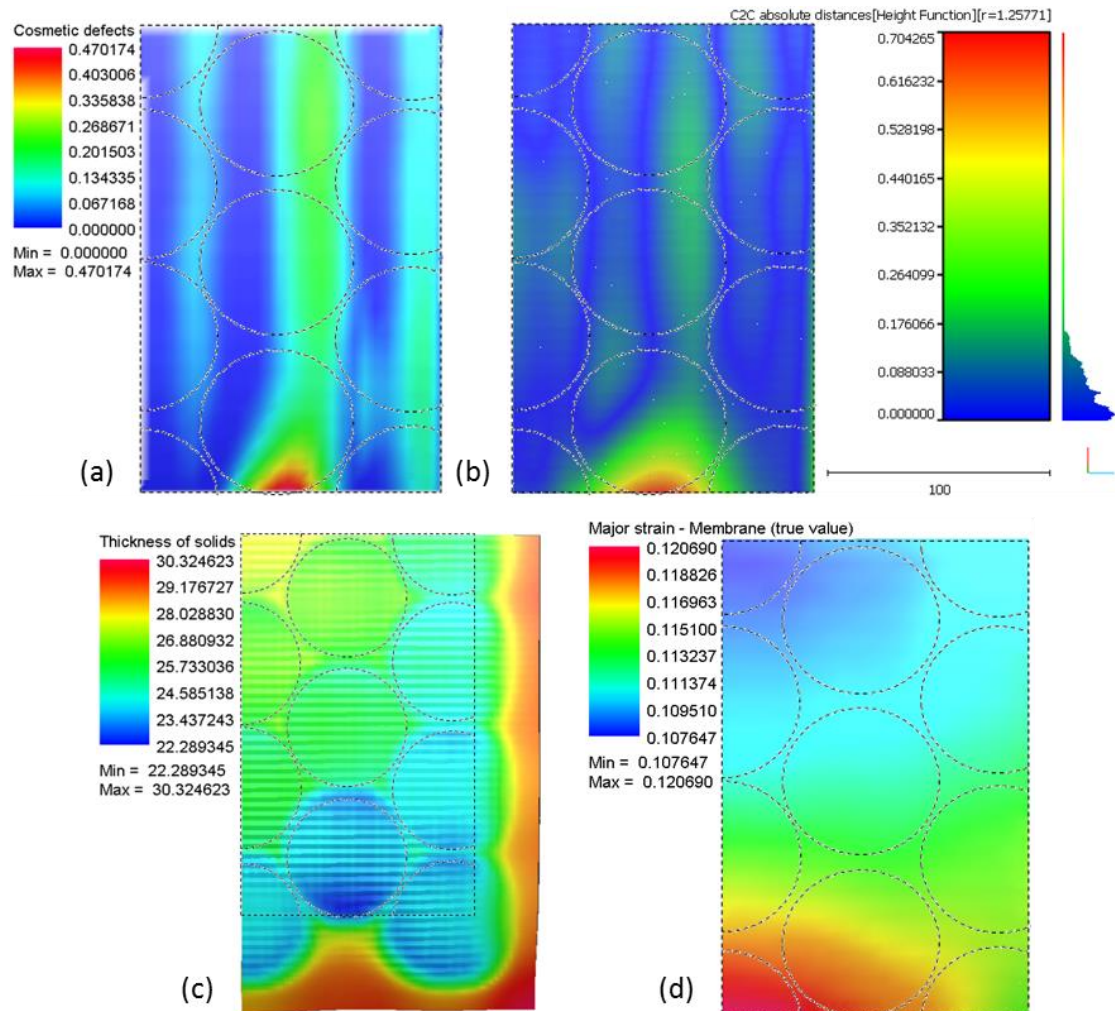 Cosmetic defects
0.470174
0.403006
0.335838
0.268671
0.201503
0.134335
0.067168
0.000000
Min = 0.000000
Max = 0.470174
(a)
(b)
C2C absolute distances[Height Function][r=1.25771]
0.704265
0.616232
0.528198
0.440165
0.352132
0.264099
0.176066
0.088033
0.000000
100
Thickness of solids
30.324623
29.176727
28.028830
26.880932
25.733036
24.585138
23.437243
22.289345
Min = 22.289345
Max = 30.324623
(c)
Major strain - Membrane (true value)
0.120690
0.118826
0.116963
0.115100
0.113237
0.111374
0.109510
0.107647
Min = 0.107647
Max = 0.120690
(d)